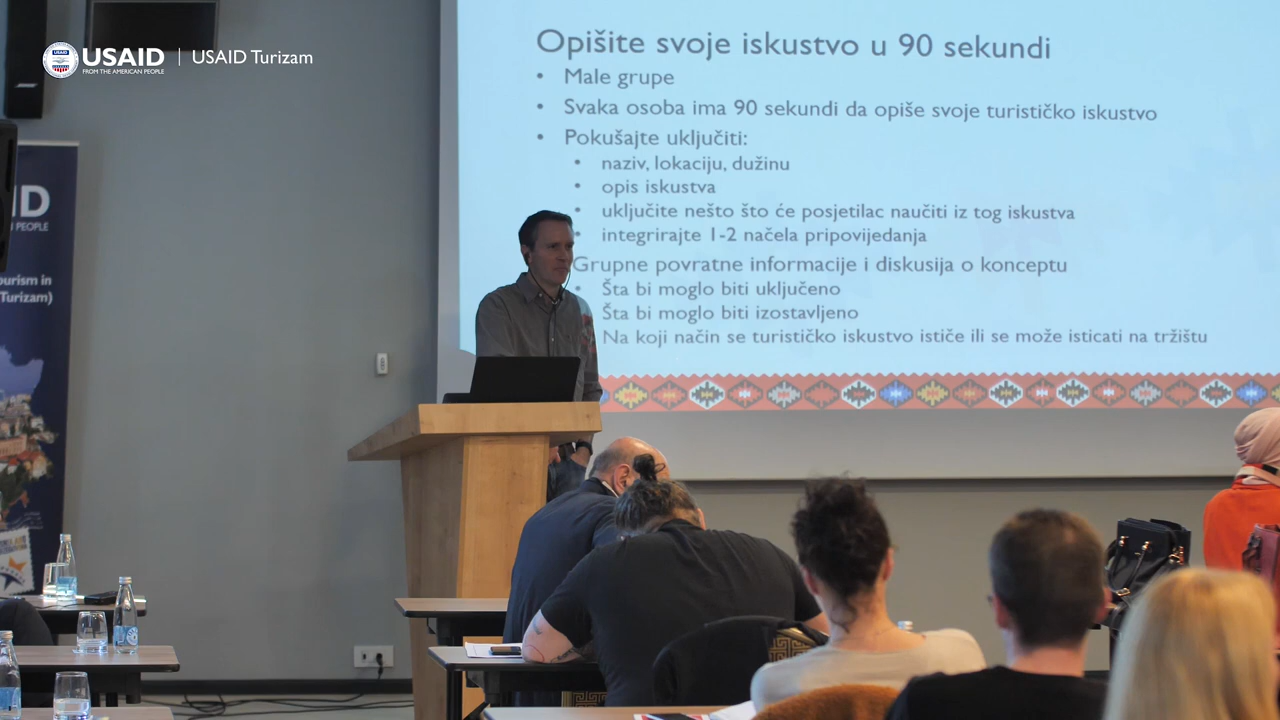 USAID
FROM THE AMERICAN PEOPLE
USAID Turizam
Opišite svoje iskustvo u 90 sekundi
• Male grupe
• Svaka osoba ima 90 sekundi da opiše svoje turističko iskustvo
• Pokušajte uključiti:
• naziv, lokaciju, dužinu
• opis iskustva
• uključite nešto što će posjetilac naučiti iz tog iskustva
• integrirajte 1-2 načela pripovijedanja
Grupne povratne informacije i diskusija o konceptu
• Šta bi moglo biti uključeno
Šta bi moglo biti izostavljeno
Na koji način se turističko iskustvo ističe ili se može isticati na tržištu
ID
PEOPLE
ourism in
Turizam)